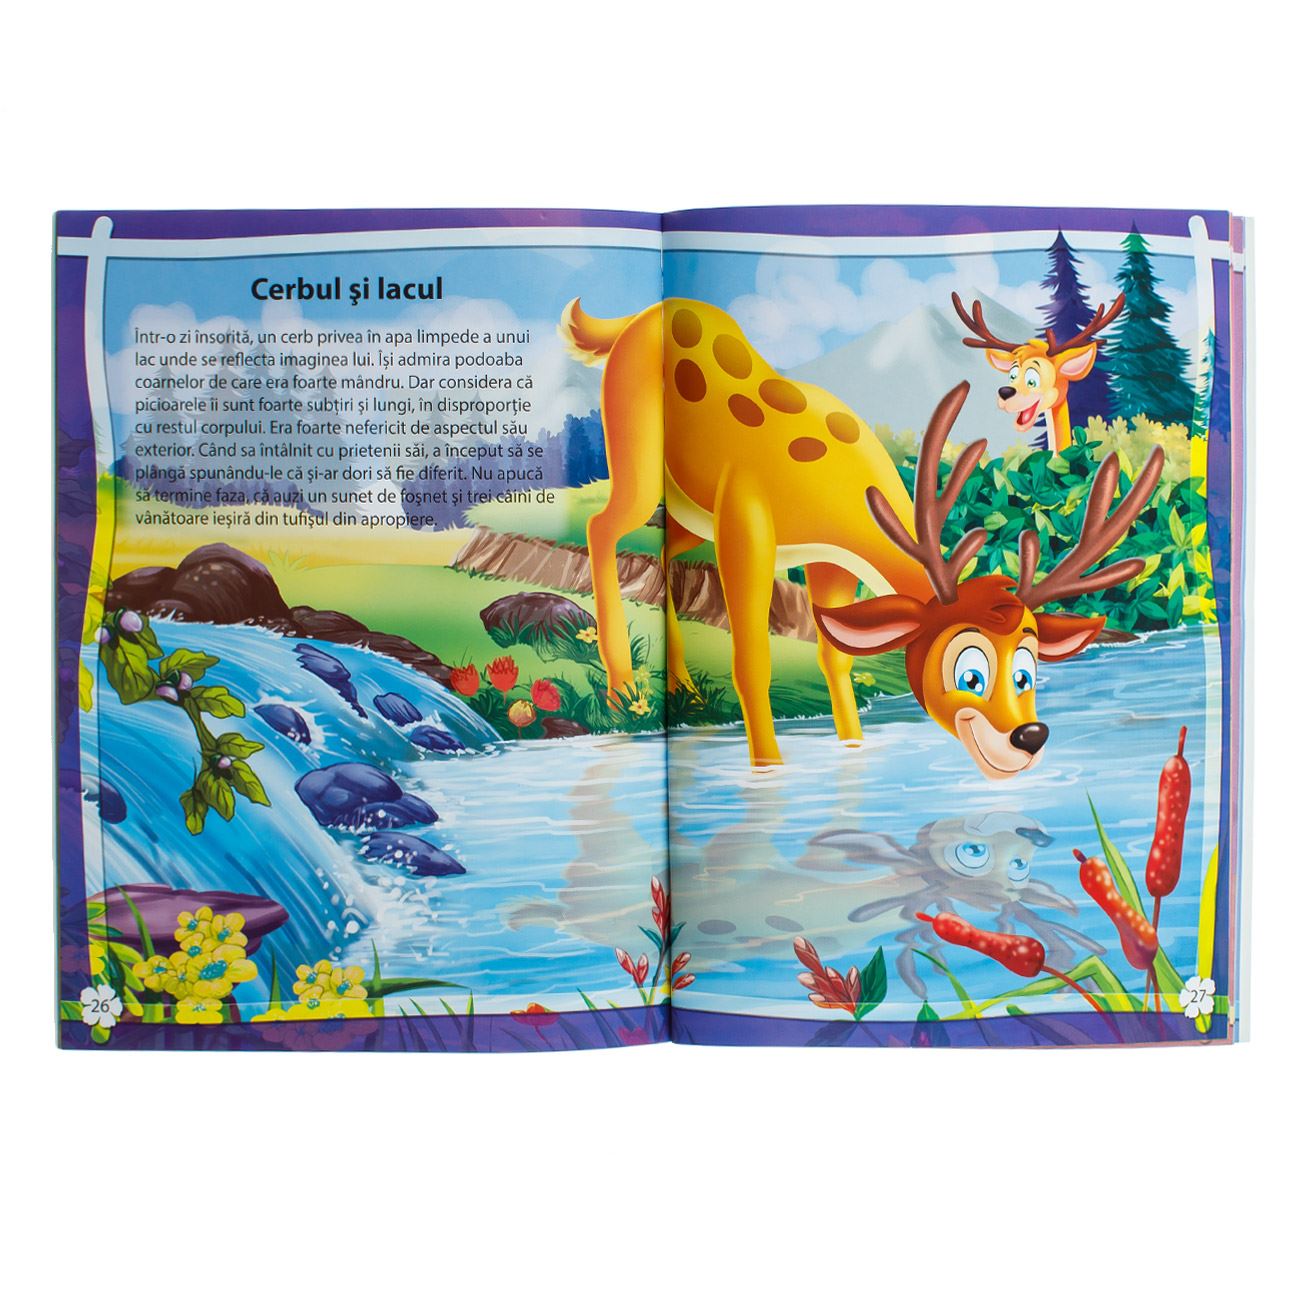 Cerbul şi lacul
Într-o zi însorită, un cerb privea în apa limpede a unui
lac unde se reflecta imaginea lui. Își admira podoaba
coarnelor de care era foarte mândru. Dar considera că
picioarele îi sunt foarte subțiri și lungi, în disproporție
cu restul corpului. Era foarte nefericit de aspectul său
exterior. Când sa întâlnit cu prietenii săi, a început să se
plângă spunându-le că și-ar dori să fie diferit. Nu apucă
să termine faza, că auzi un sunet de foșnet și trei câini de
vânătoare ieșiră din tufișul din apropiere.
26
27